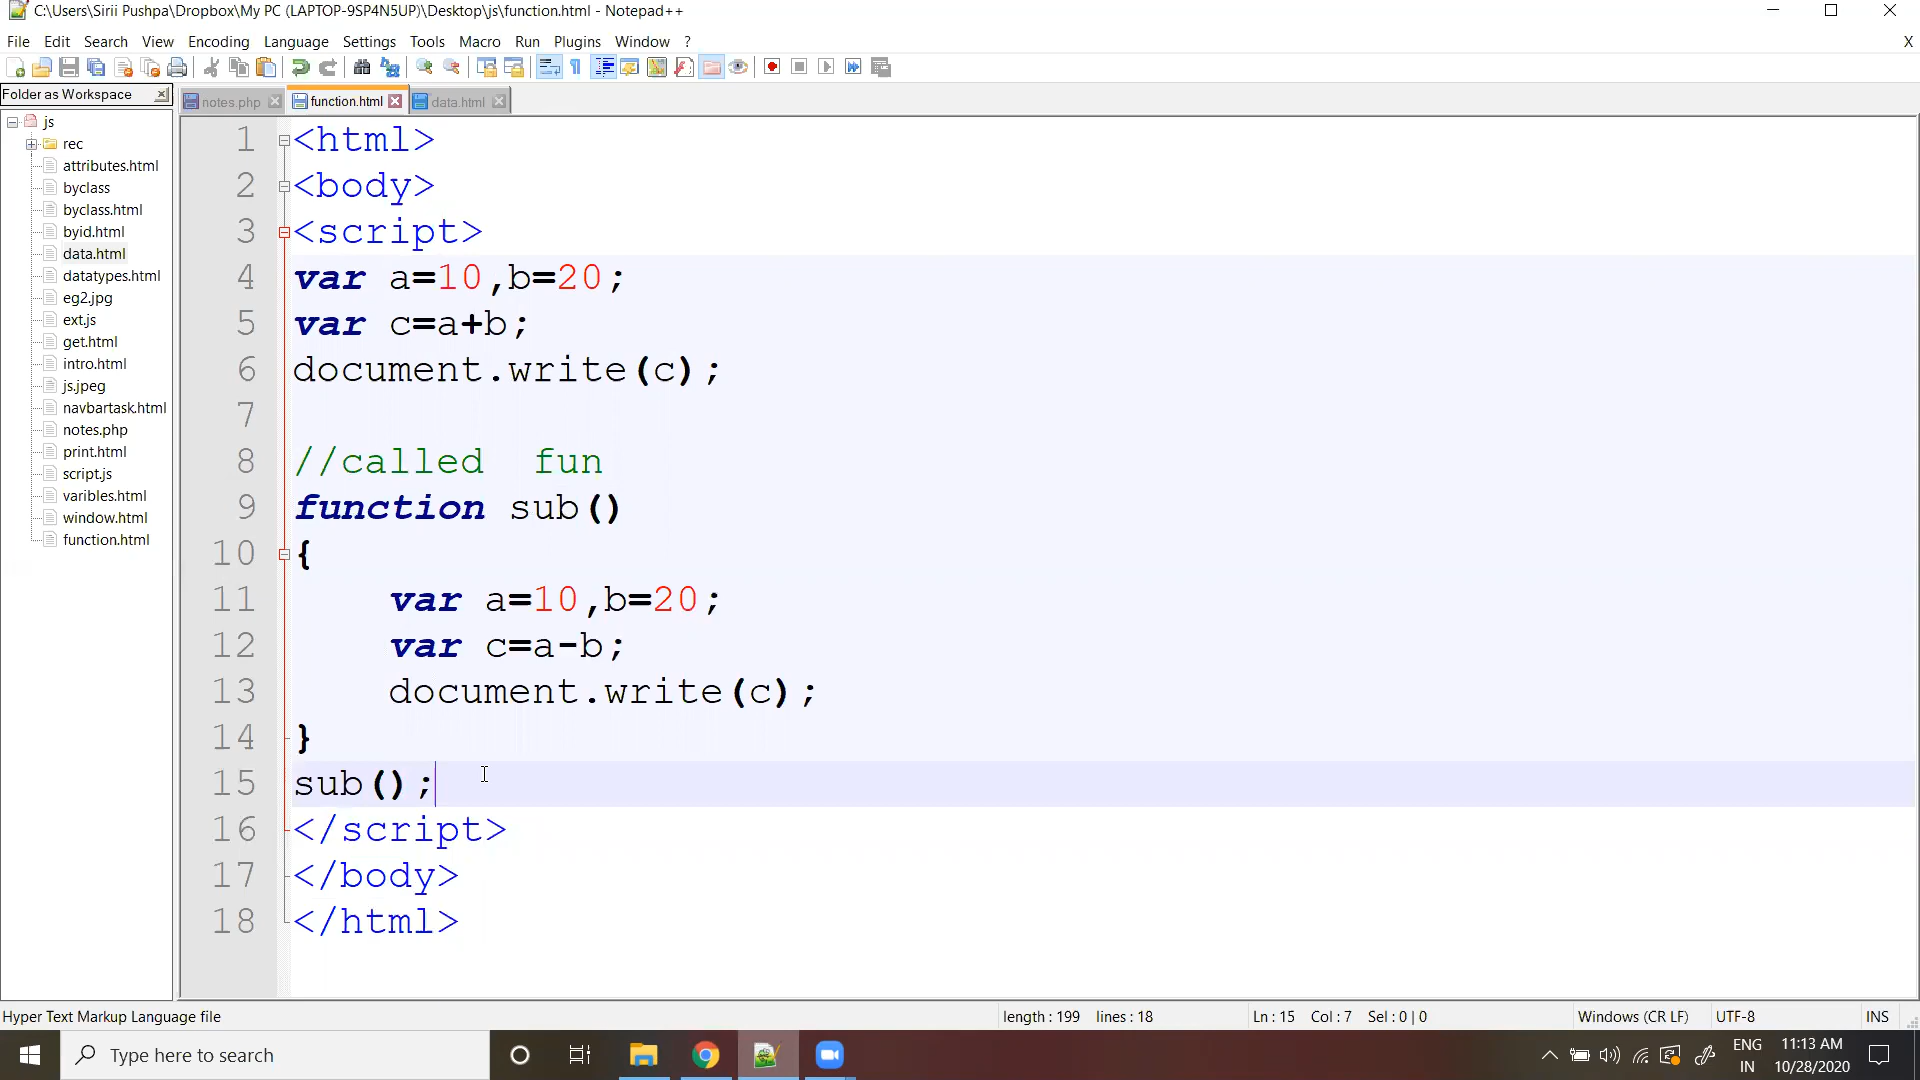 C:\Users\Sirii Pushpa\Dropbox\My PC (LAPTOP-9SP4N5UP)\Desktop\js\function.html - Notepad++
File Edit Search View Encoding Language Settings Tools Macro Run Plugins Window ? X
Folder as Workspace
notes.php function.html data.html
js
rec
attributes.html
byclass
byclass.html
byid.html
data.html
datatypes.html
eg2.jpg
ext.js
get.html
intro.html
js.jpeg
navbartask.html
notes.php
print.html
script.js
varibles.html
window.html
function.html
1 <html>
2 <body>
3 <script>
4 var a=10,b=20;
5 var c=a+b;
6 document.write(c);
7
8 //called  fun
9 function sub()
10 {
11     var a=10,b=20;
12     var c=a-b;
13     document.write(c);
14 }
15 sub();
16 </script>
17 </body>
18 </html>
Hyper Text Markup Language file length : 199 lines : 18 Ln : 15 Col : 7 Sel : 0 | 0 Windows (CR LF) UTF-8 INS
Type here to search
ENG
IN
11:13 AM
10/28/2020